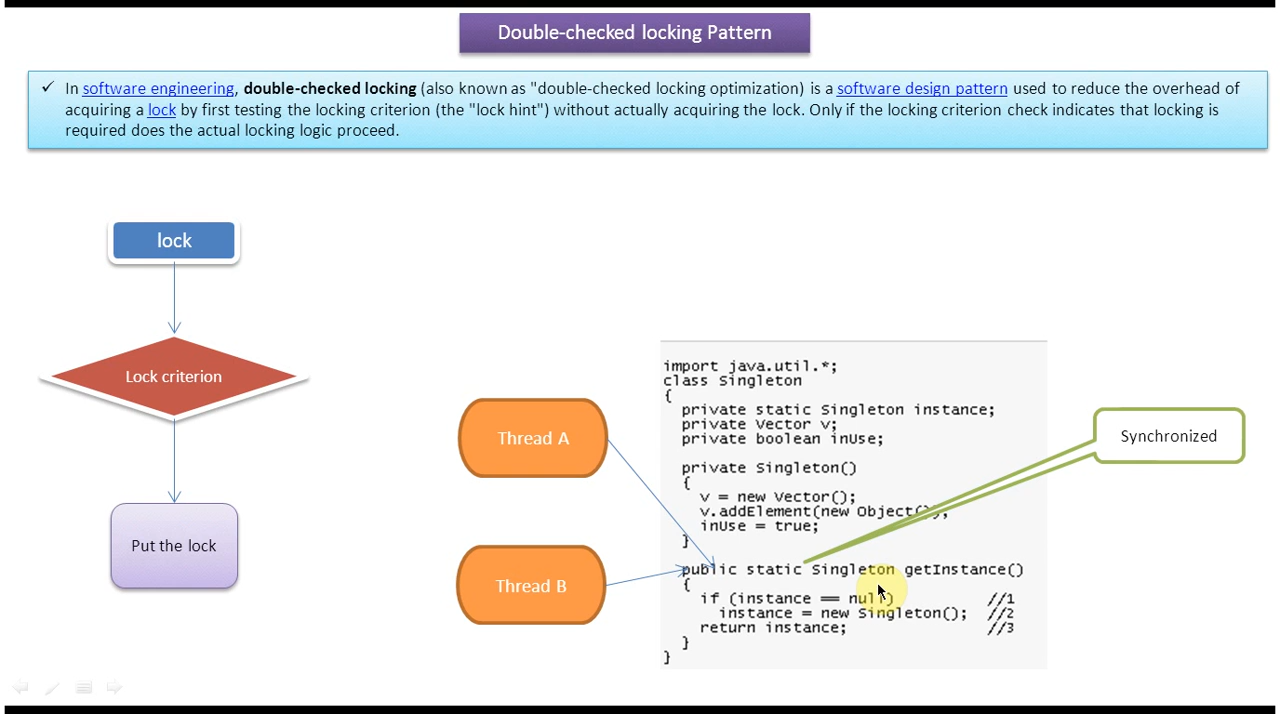 Double-checked locking Pattern
✓ In software engineering, double-checked locking (also known as "double-checked locking optimization) is a software design pattern used to reduce the overhead of
acquiring a lock by first testing the locking criterion (the "lock hint") without actually acquiring the lock. Only if the locking criterion check indicates that locking is
required does the actual locking logic proceed.
lock
Lock criterion
Put the lock
Thread A
Thread B
import java.util.*;
class Singleton
{
  private static Singleton instance;
  private Vector v;
  private boolean inUse;
  private Singleton()
  {
    v = new Vector();
    v.addElement(new Object());
    inUse = true;
  }
  public static Singleton getInstance()
  {
    if (instance == null)          //1
      instance = new Singleton();  //2
    return instance;               //3
  }
}
Synchronized